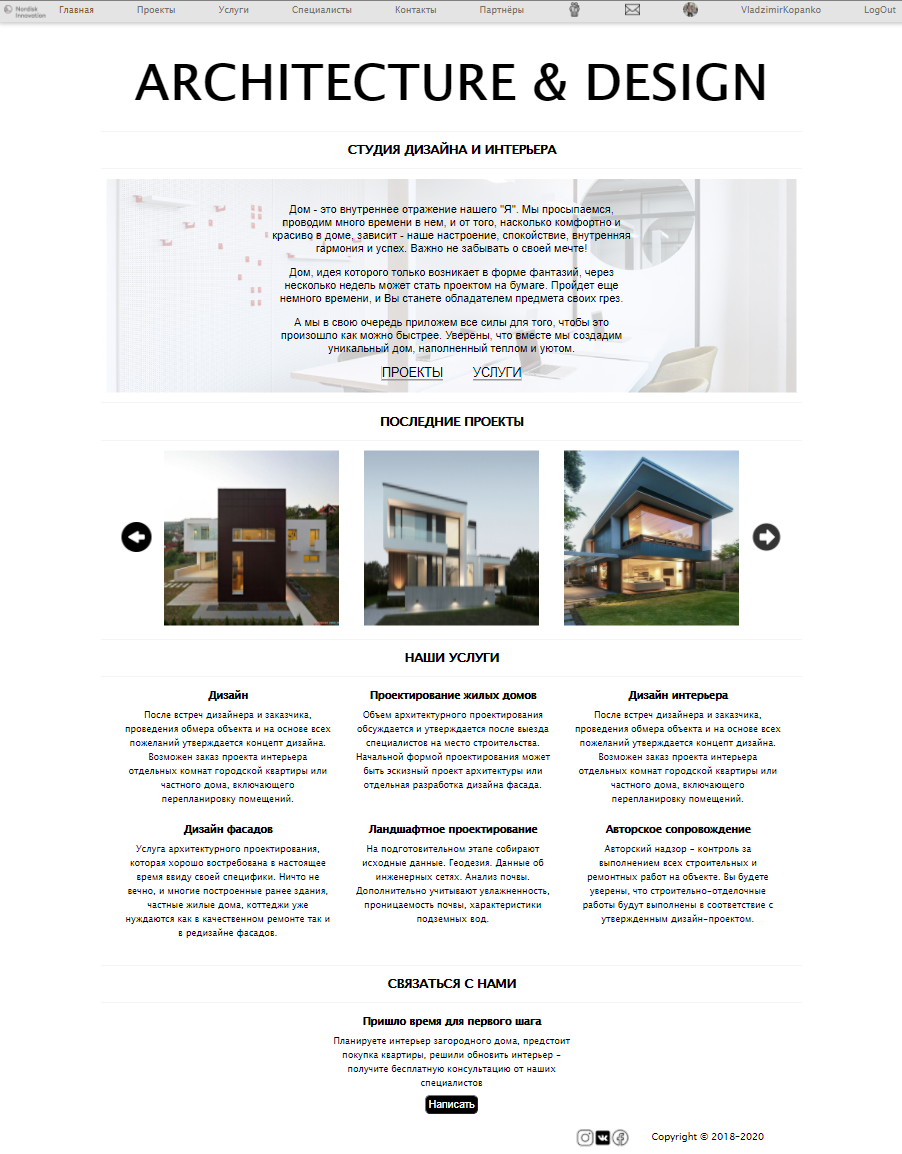 Nordisk
Innovation
Главная Проекты Услуги Специалисты Контакты Партнёры VladzimirKopanko LogOut
ARCHITECTURE & DESIGN
СТУДИЯ ДИЗАЙНА И ИНТЕРЬЕРА
Дом - это внутреннее отражение нашего "Я". Мы просыпаемся,
проводим много времени в нем, и от того, насколько комфортно и
красиво в доме, зависит - наше настроение, спокойствие, внутренняя
гармония и успех. Важно не забывать о своей мечте!
Дом, идея которого только возникает в форме фантазий, через
несколько недель может стать проектом на бумаге. Пройдет еще
немного времени, и Вы станете обладателем предмета своих грез.
А мы в свою очередь приложем все силы для того, чтобы это
произошло как можно быстрее. Уверены, что вместе мы создадим
уникальный дом, наполненный теплом и уютом.
ПРОЕКТЫ УСЛУГИ
ПОСЛЕДНИЕ ПРОЕКТЫ
НАШИ УСЛУГИ
Дизайн
После встреч дизайнера и заказчика,
проведения обмера объекта и на основе всех
пожеланий утверждается концепт дизайна.
Возможен заказ проекта интерьера
отдельных комнат городской квартиры или
частного дома, включающего
перепланировку помещений.
Проектирование жилых домов
Объем архитектурного проектирования
обсуждается и утверждается после выезда
специалистов на место строительства.
Начальной формой проектирования может
быть эскизный проект архитектуры или
отдельная разработка дизайна фасада.
Дизайн интерьера
После встреч дизайнера и заказчика,
проведения обмера объекта и на основе всех
пожеланий утверждается концепт дизайна.
Возможен заказ проекта интерьера
отдельных комнат городской квартиры или
частного дома, включающего
перепланировку помещений.
Дизайн фасадов
Услуга архитектурного проектирования,
которая хорошо востребована в настоящее
время ввиду своей специфики. Ничто не
вечно, и многие построенные ранее здания,
частные жилые дома, коттеджи уже
нуждаются как в качественном ремонте так и
в редизайне фасадов.
Ландшафтное проектирование
На подготовительном этапе собирают
исходные данные. Геодезия. Данные об
инженерных сетях. Анализ почвы.
Дополнительно учитывают увлажненность,
проницаемость почвы, характеристики
подземных вод.
Авторское сопровождение
Авторский надзор - контроль за
выполнением всех строительных и
ремонтных работ на объекте. Вы будете
уверены, что строительно-отделочные
работы будут выполнены в соответствие с
утвержденным дизайн-проектом.
СВЯЗАТЬСЯ С НАМИ
Пришло время для первого шага
Планируете интерьер загородного дома, предстоит
покупка квартиры, решили обновить интерьер -
получите бесплатную консультацию от наших
специалистов
Написать
Copyright © 2018-2020